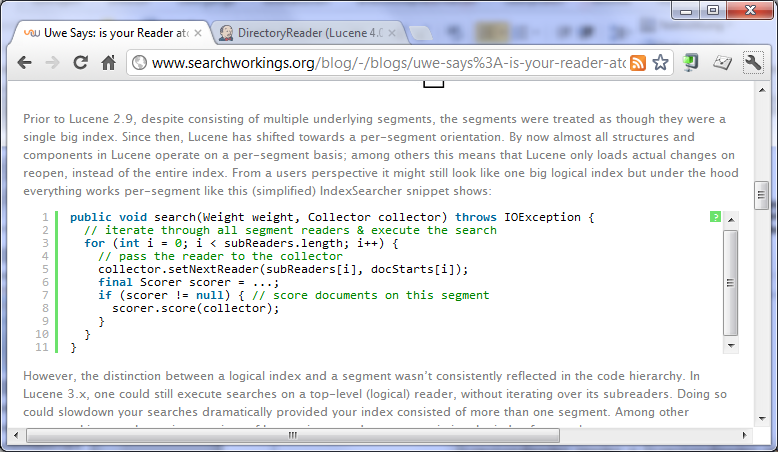 Uwe Says: is your Reader ato
DirectoryReader (Lucene 4.0
www.searchworkings.org/blog/-/blogs/uwe-says%3A-is-your-reader-ato
Prior to Lucene 2.9, despite consisting of multiple underlying segments, the segments were treated as though they were a
single big index. Since then, Lucene has shifted towards a per-segment orientation. By now almost all structures and
components in Lucene operate on a per-segment basis; among others this means that Lucene only loads actual changes on
reopen, instead of the entire index. From a users perspective it might still look like one big logical index but under the hood
everything works per-segment like this (simplified) IndexSearcher snippet shows:
1 public void search(Weight weight, Collector collector) throws IOException {
?
2 // iterate through all segment readers & execute the search
3 for (int i = 0; i < subReaders.length; i++) {
4 // pass the reader to the collector
5 collector.setNextReader(subReaders[i], docStarts[i]);
6 final Scorer scorer = ...;
7 if (scorer != null) { // score documents on this segment
8 scorer.score(collector);
9 }
10 }
11 }
However, the distinction between a logical index and a segment wasn't consistently reflected in the code hierarchy. In
Lucene 3.x, one could still execute searches on a top-level (logical) reader, without iterating over its subreaders. Doing so
could slowdown your searches dramatically provided your index consisted of more than one segment. Among other